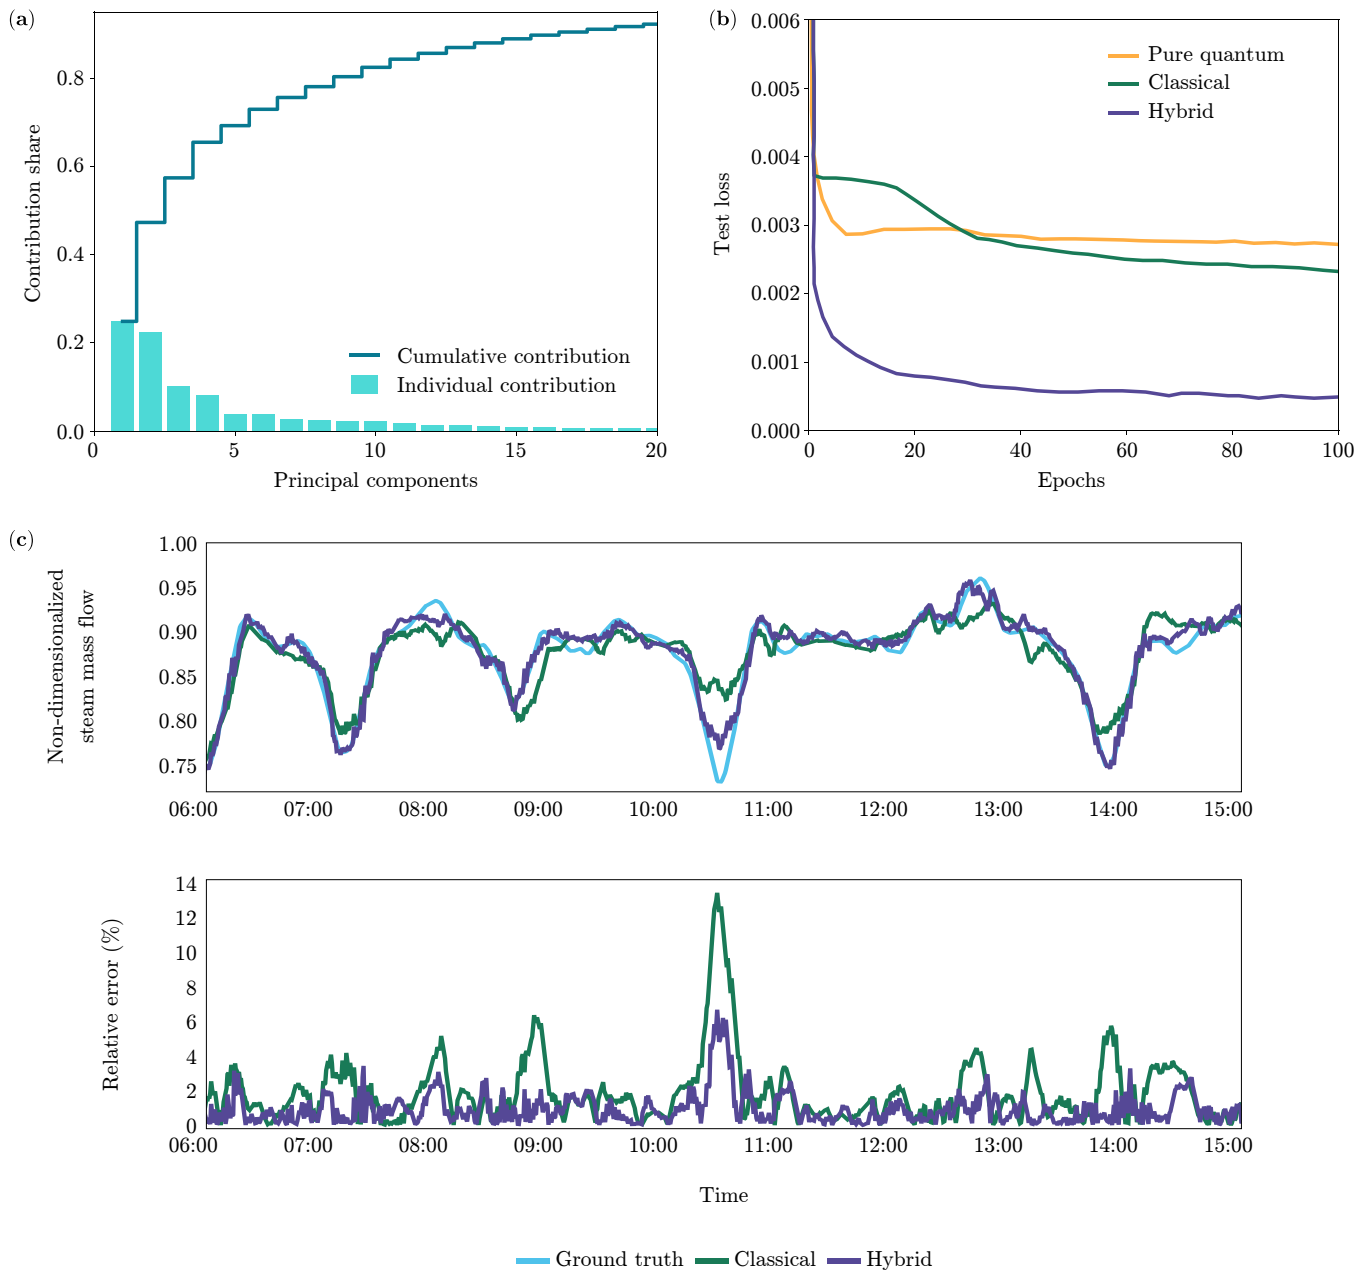 (a)
Contribution share
0.8
0.6
0.4
0.2
0.0
0 5 10 15 20
Principal components
Cumulative contribution
Individual contribution
(b)
Test loss
0.006
0.005
0.004
0.003
0.002
0.001
0.000
0 20 40 60 80 100
Epochs
Pure quantum
Classical
Hybrid
(c)
Non-dimensionalized
steam mass flow
1.00
0.95
0.90
0.85
0.80
0.75
06:00 07:00 08:00 09:00 10:00 11:00 12:00 13:00 14:00 15:00
Relative error (%)
14
12
10
8
6
4
2
0
06:00 07:00 08:00 09:00 10:00 11:00 12:00 13:00 14:00 15:00
Time
Ground truth Classical Hybrid